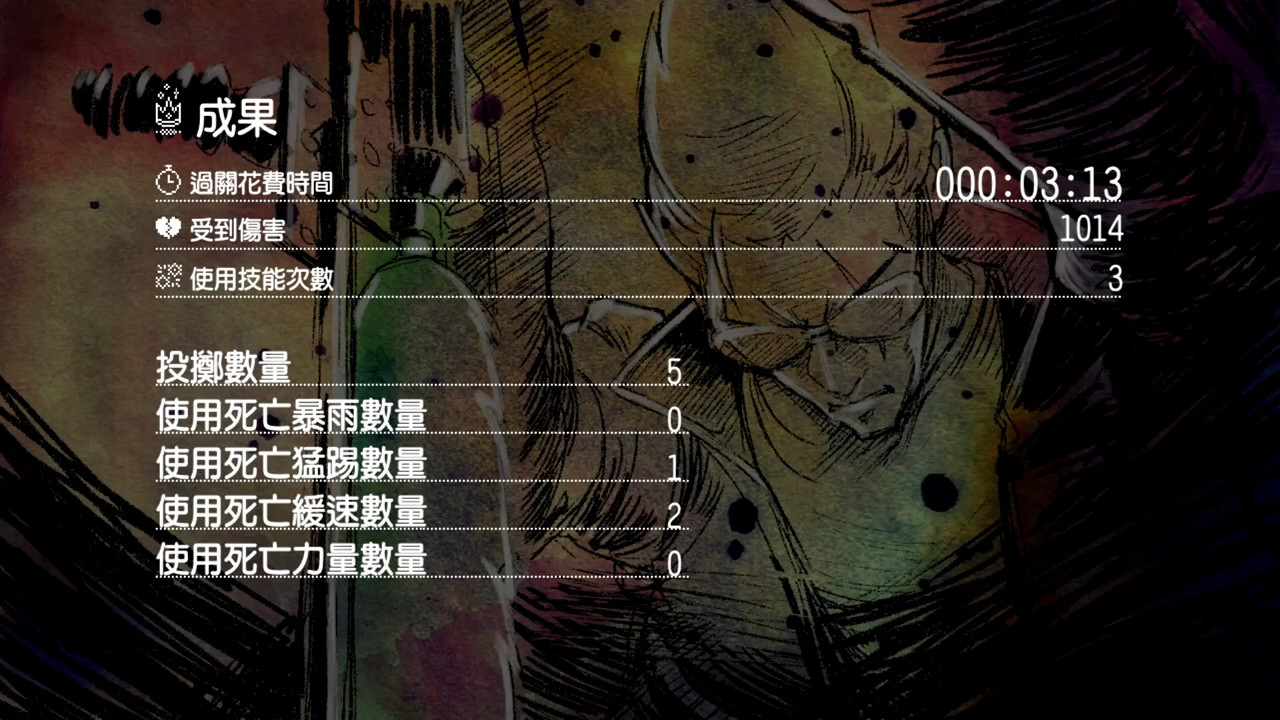 成果
過關花費時間 000:03:13
受到傷害 1014
使用技能次數 3
投擲數量 5
使用死亡暴雨數量 0
使用死亡猛踢數量 1
使用死亡緩速數量 2
使用死亡力量數量 0